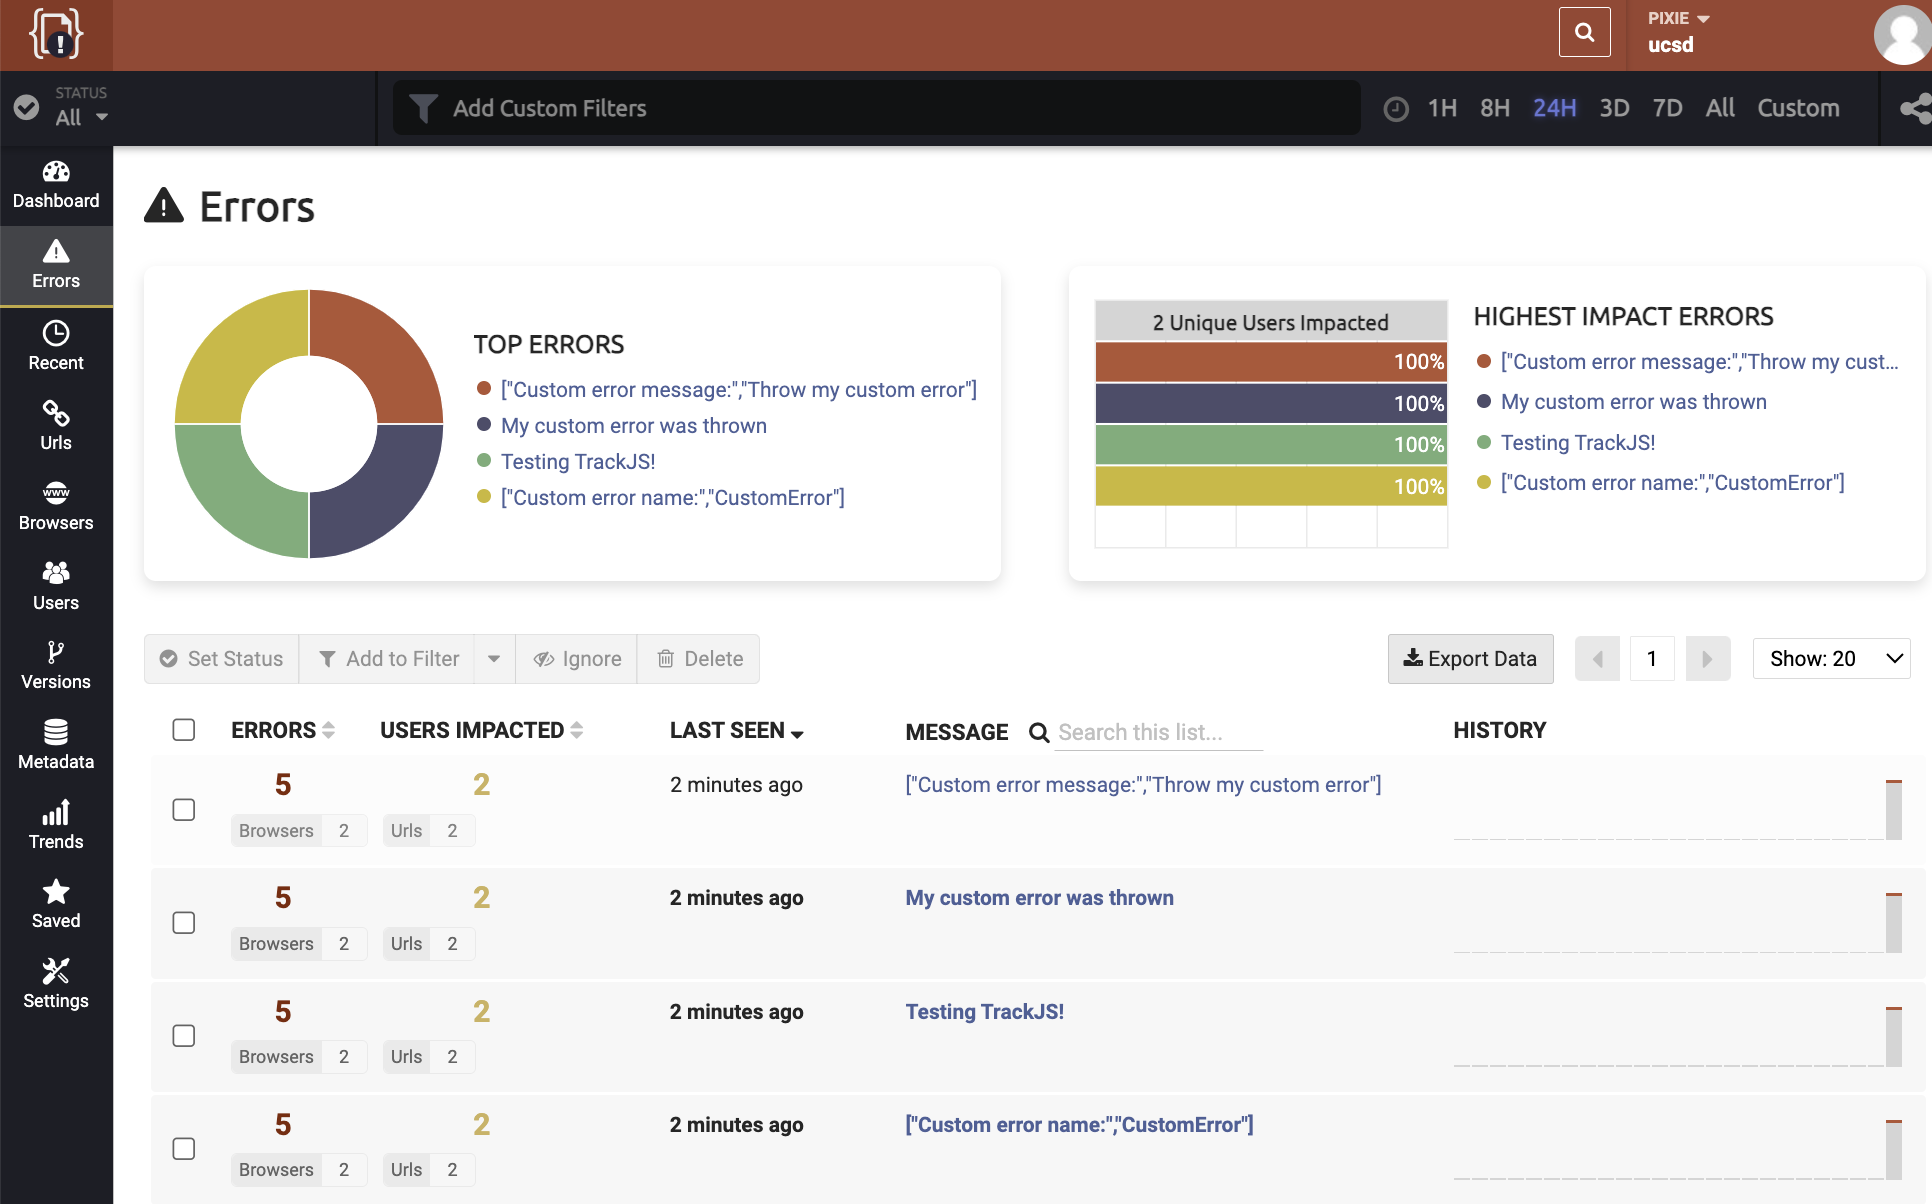 PIXIE
ucsd
STATUS
All
Add Custom Filters
1H 8H 24H 3D 7D All Custom
Dashboard
Errors
Recent
Urls
www
Browsers
Users
Versions
Metadata
Trends
Saved
Settings
Errors
TOP ERRORS
["Custom error message:","Throw my custom error"]
My custom error was thrown
Testing TrackJS!
["Custom error name:","CustomError"]
2 Unique Users Impacted
100%
100%
100%
100%
HIGHEST IMPACT ERRORS
["Custom error message:","Throw my cust...
My custom error was thrown
Testing TrackJS!
["Custom error name:","CustomError"]
Set Status Add to Filter Ignore Delete
Export Data 1 Show: 20
ERRORS USERS IMPACTED LAST SEEN MESSAGE Search this list... HISTORY
5 2 2 minutes ago ["Custom error message:","Throw my custom error"]
Browsers 2 Urls 2
5 2 2 minutes ago My custom error was thrown
Browsers 2 Urls 2
5 2 2 minutes ago Testing TrackJS!
Browsers 2 Urls 2
5 2 2 minutes ago ["Custom error name:","CustomError"]
Browsers 2 Urls 2